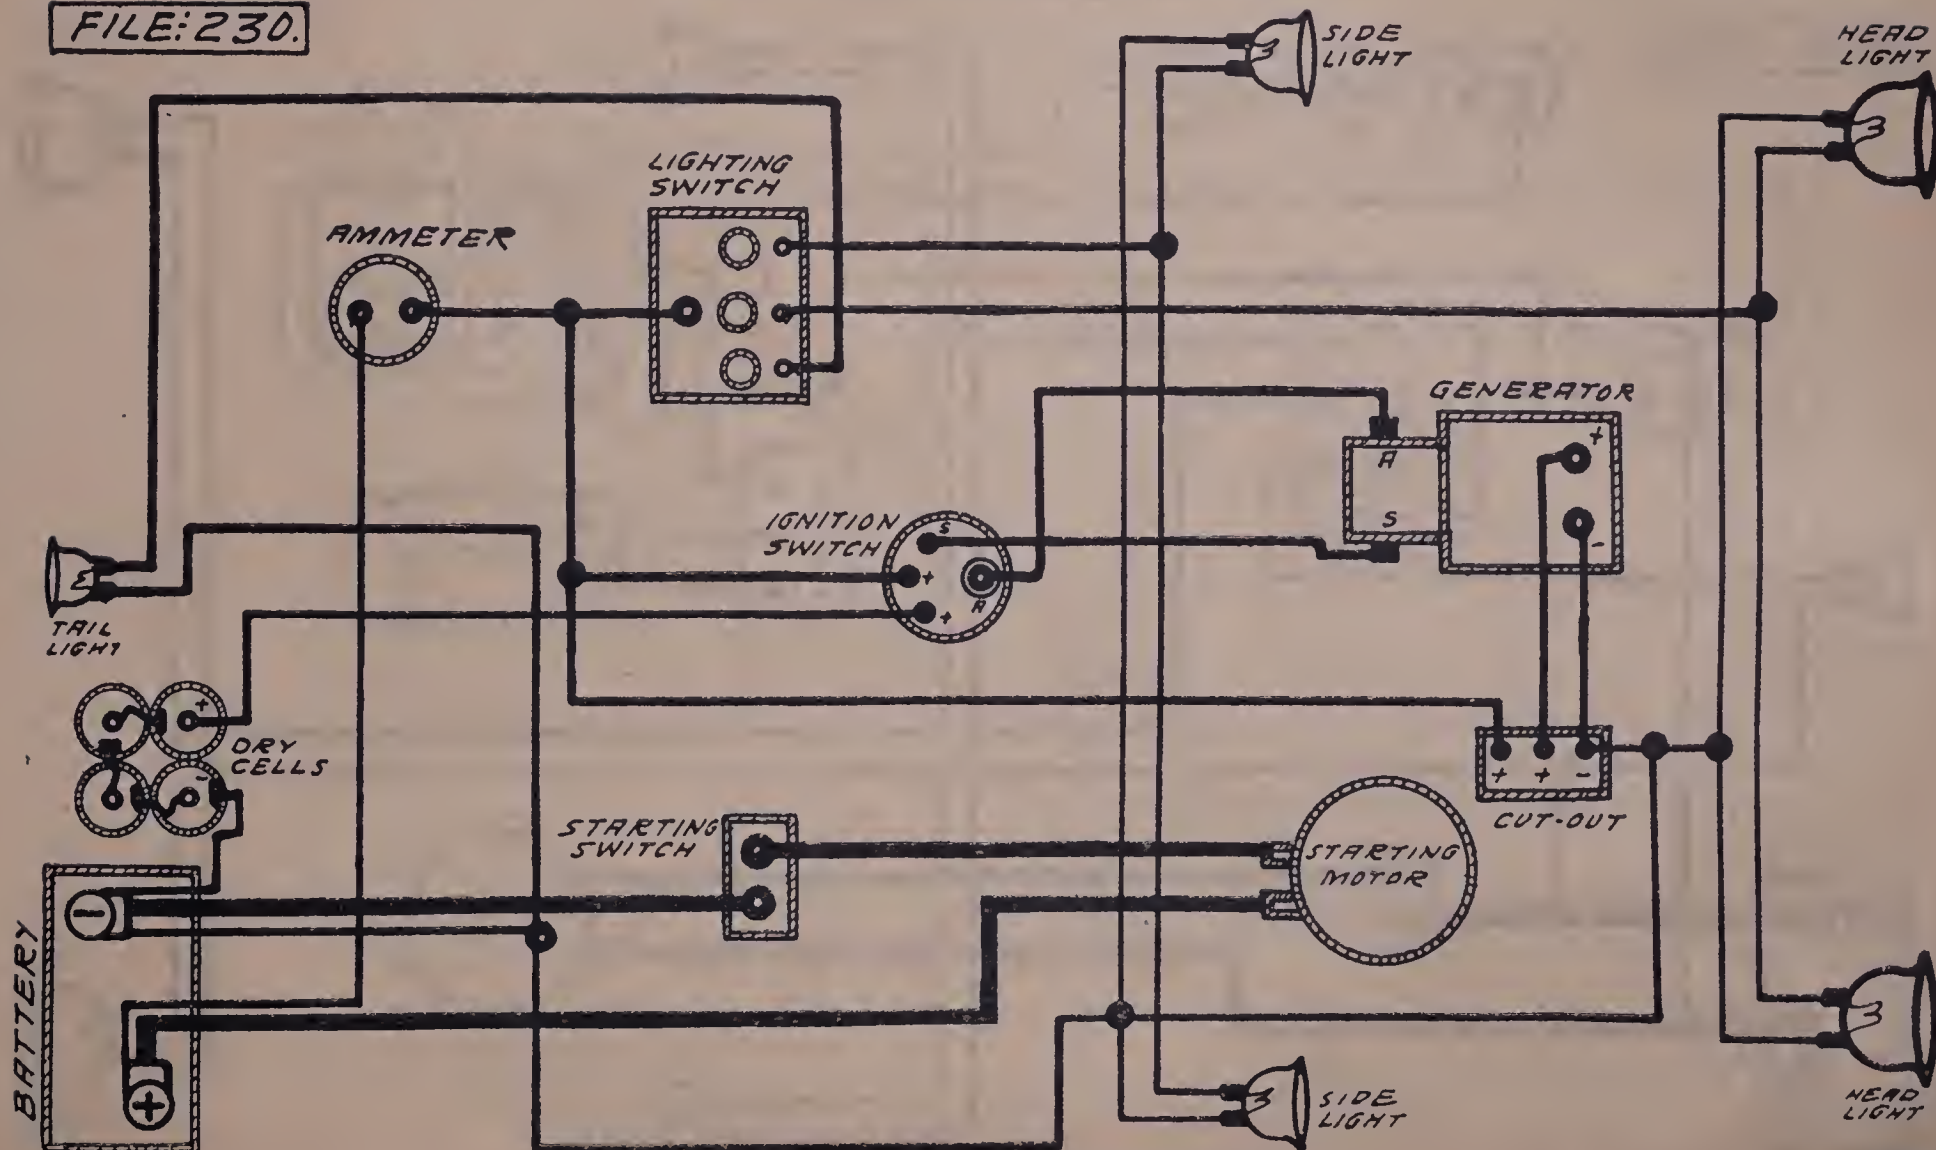 FILE: 230.
SIDE
LIGHT
HEAD
LIGHT
LIGHTING
SWITCH
AMMETER
GENERATOR
+
A
S
-
IGNITION
SWITCH
S
+
A
+
TAIL
LIGHT
+
DRY
CELLS
-
+ + -
CUT-OUT
STARTING
SWITCH
STARTING
MOTOR
BATTERY
-
+
SIDE
LIGHT
HEAD
LIGHT